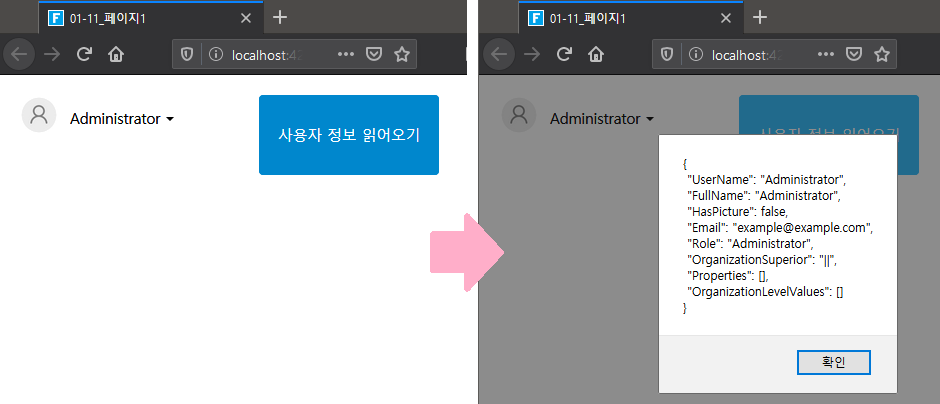 F 01-11_페이지1
localhost:42
Administrator
사용자 정보 읽어오기
F 01-11_페이지1
localhost:42
Administrator
사용자 정보 읽어오기
{
"UserName": "Administrator",
"FullName": "Administrator",
"HasPicture": false,
"Email": "example@example.com",
"Role": "Administrator",
"OrganizationSuperior": "||",
"Properties": [],
"OrganizationLevelValues": []
}
확인